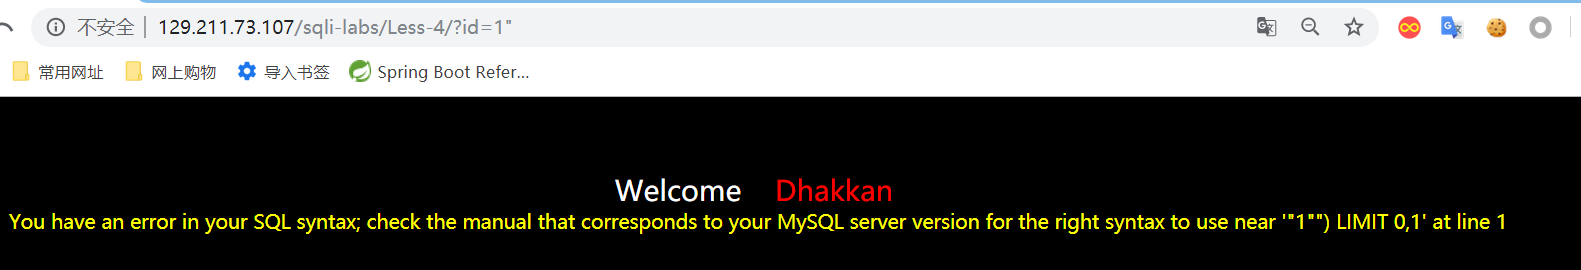 不安全 | 129.211.73.107/sqli-labs/Less-4/?id=1"
常用网址 网上购物 导入书签 Spring Boot Refer...
Welcome Dhakkan
You have an error in your SQL syntax; check the manual that corresponds to your MySQL server version for the right syntax to use near '"1"") LIMIT 0,1' at line 1